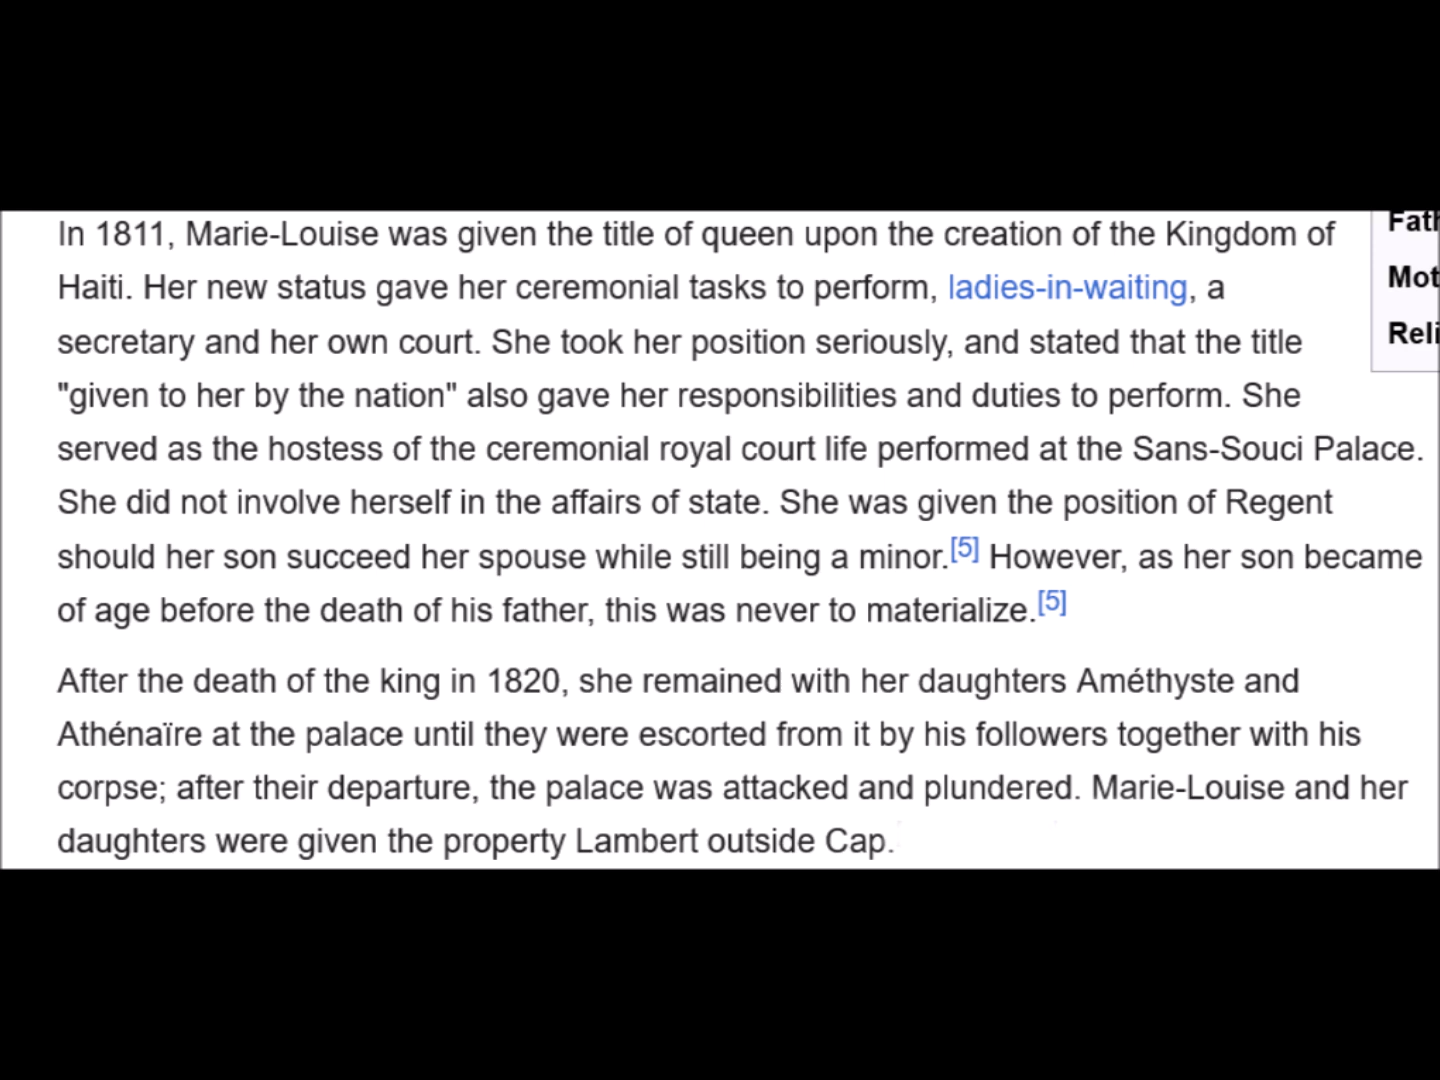 In 1811, Marie-Louise was given the title of queen upon the creation of the Kingdom of
Haiti. Her new status gave her ceremonial tasks to perform, ladies-in-waiting, a
secretary and her own court. She took her position seriously, and stated that the title
"given to her by the nation" also gave her responsibilities and duties to perform. She
served as the hostess of the ceremonial royal court life performed at the Sans-Souci Palace.
She did not involve herself in the affairs of state. She was given the position of Regent
should her son succeed her spouse while still being a minor.[5] However, as her son became
of age before the death of his father, this was never to materialize.[5]
After the death of the king in 1820, she remained with her daughters Améthyste and
Athénaïre at the palace until they were escorted from it by his followers together with his
corpse; after their departure, the palace was attacked and plundered. Marie-Louise and her
daughters were given the property Lambert outside Cap.
Fath
Mot
Reli